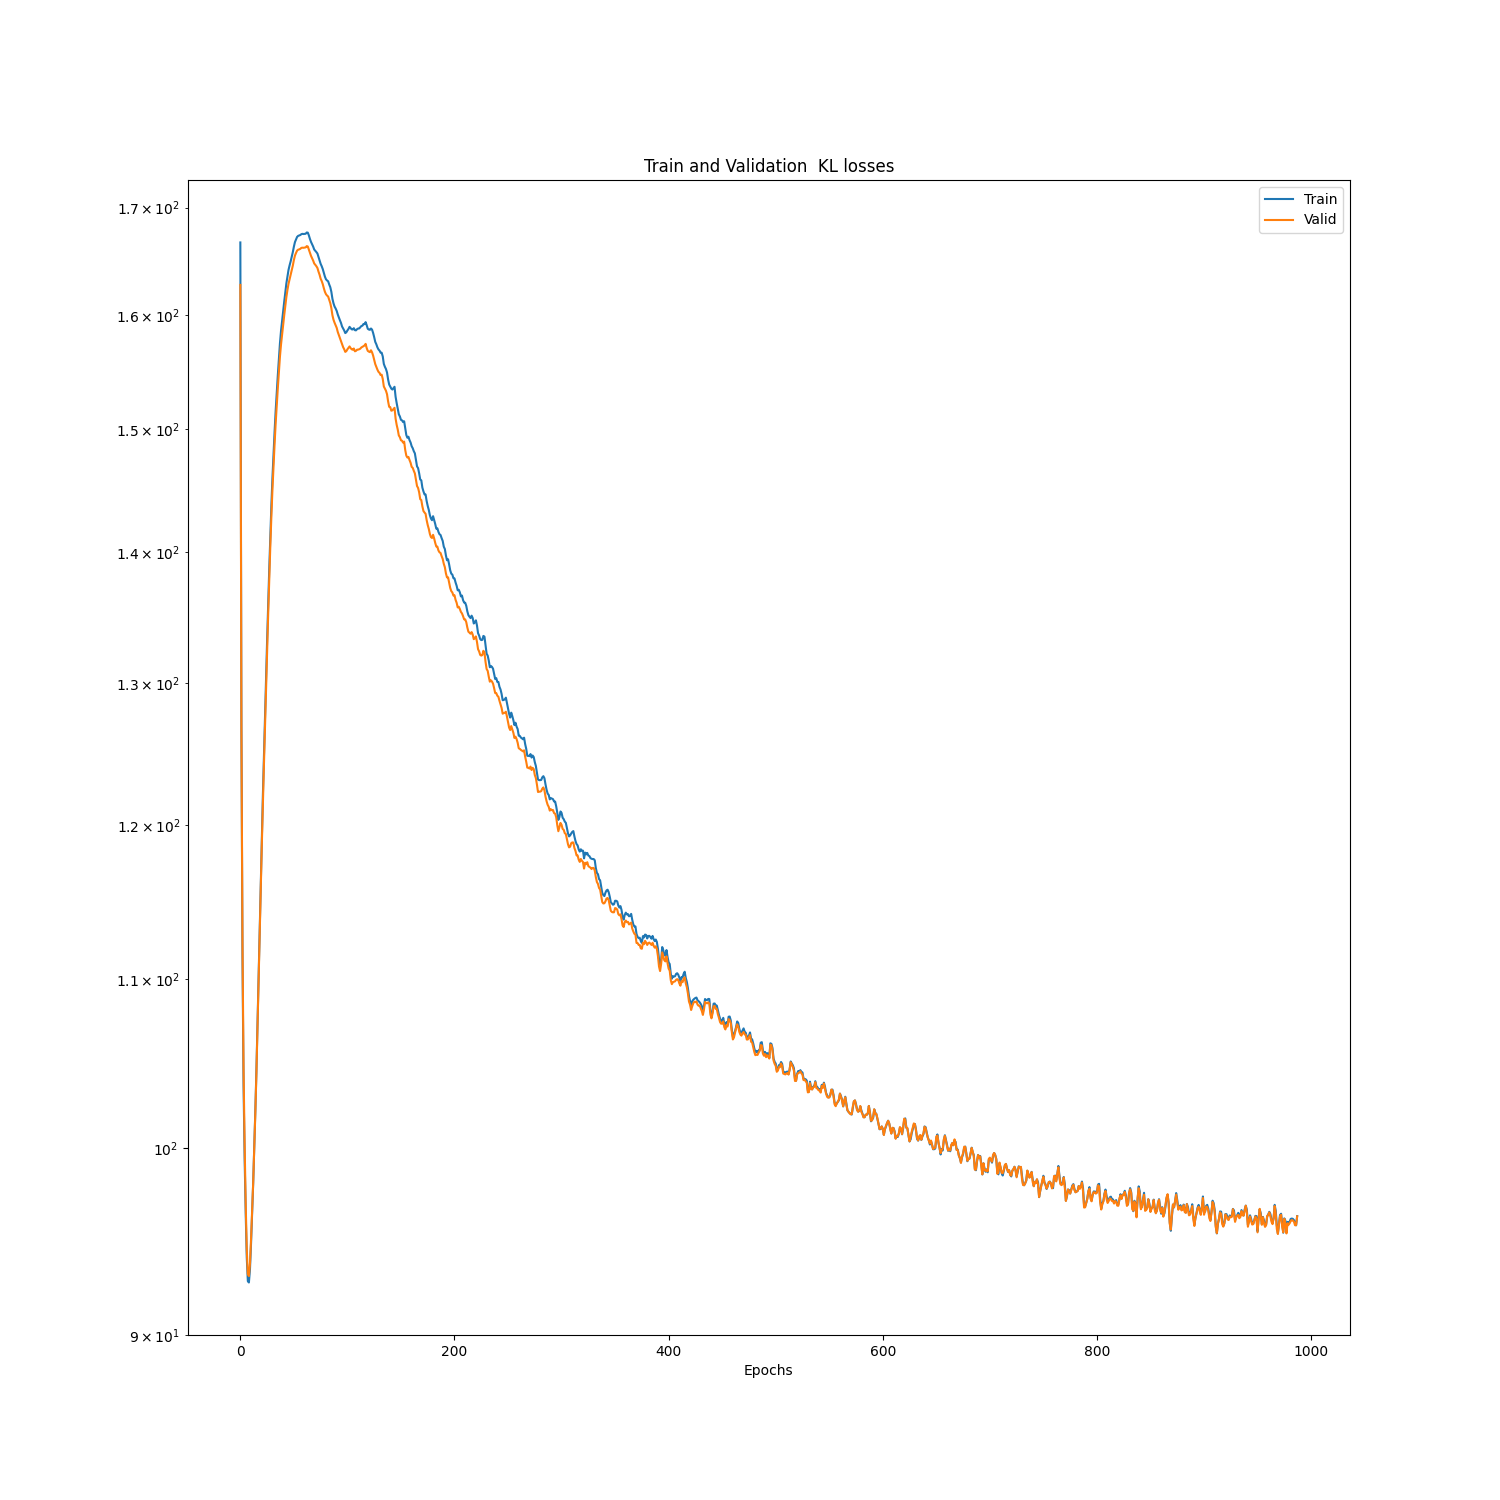 Train and Validation  KL losses
Train
Valid
1.7 × 10²
1.6 × 10²
1.5 × 10²
1.4 × 10²
1.3 × 10²
1.2 × 10²
1.1 × 10²
10²
9 × 10¹
0 200 400 600 800 1000
Epochs